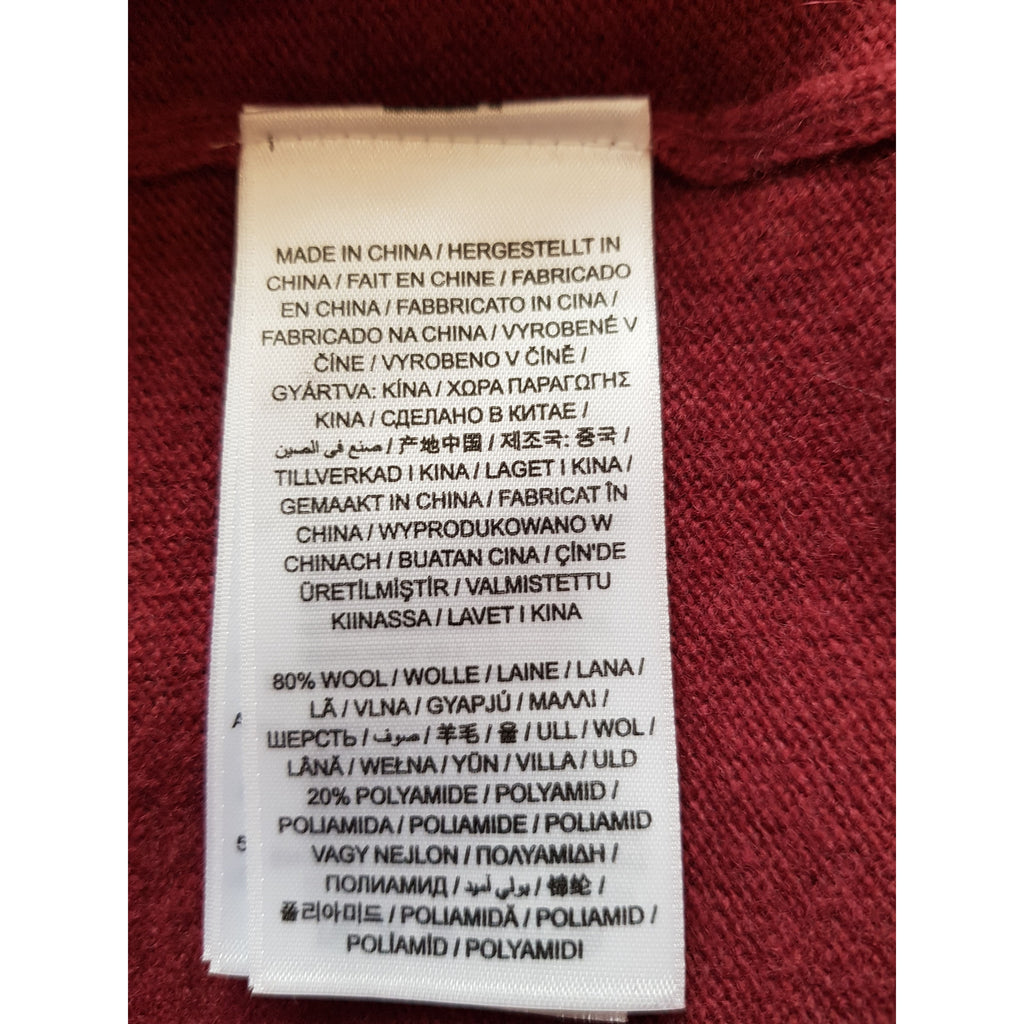 MADE IN CHINA / HERGESTELLT IN
CHINA / FAIT EN CHINE / FABRICADO
EN CHINA / FABBRICATO IN CINA /
FABRICADO NA CHINA / VYROBENÉ V
ČÍNE / VYROBENO V ČÍNĚ /
GYÁRTVA: KÍNA / ΧΩΡΑ ΠΑΡΑΓΩΓΗΣ
KINA / СДЕЛАНО В КИТАЕ /
صنع في الصين / 产地中国 / 제조국: 중국 /
TILLVERKAD I KINA / LAGET I KINA /
GEMAAKT IN CHINA / FABRICAT ÎN
CHINA / WYPRODUKOWANO W
CHINACH / BUATAN CINA / ÇİN'DE
ÜRETİLMİŞTİR / VALMISTETTU
KIINASSA / LAVET I KINA
80% WOOL / WOLLE / LAINE / LANA /
LÃ / VLNA / GYAPJÚ / ΜΑΛΛΙ /
ШЕРСТЬ / صوف / 羊毛 / 울 / ULL / WOL /
LÂNĂ / WEŁNA / YÜN / VILLA / ULD
20% POLYAMIDE / POLYAMID /
POLIAMIDA / POLIAMIDE / POLIAMID
VAGY NEJLON / ΠΟΛΥΑΜΙΔΗ /
ПОЛИАМИД / بولي أميد / 锦纶 /
폴리아미드 / POLIAMIDĂ / POLIAMID /
POLİAMİD / POLYAMIDI
A
5